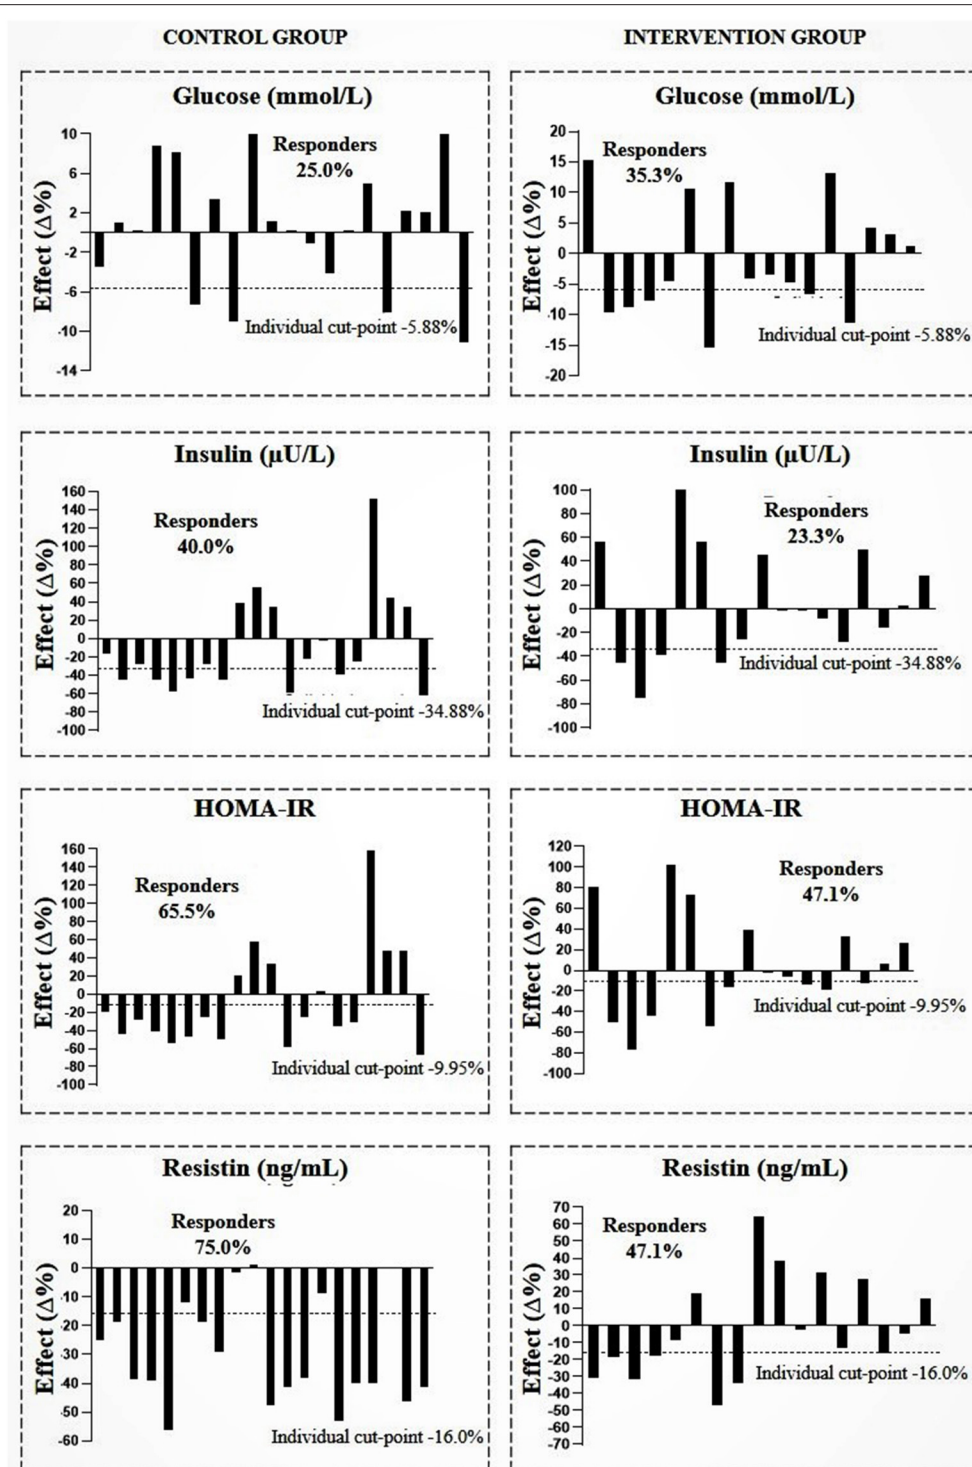 CONTROL GROUP
INTERVENTION GROUP
Glucose (mmol/L)
Effect (Δ%)
10
6
2
-2
-6
-10
-14
Responders
25.0%
Individual cut-point -5.88%
Glucose (mmol/L)
Effect (Δ%)
20
15
10
5
0
-5
-10
-15
-20
Responders
35.3%
Individual cut-point -5.88%
Insulin (µU/L)
Effect (Δ%)
160
140
120
100
80
60
40
20
0
-20
-40
-60
-80
-100
Responders
40.0%
Individual cut-point -34.88%
Insulin (µU/L)
Effect (Δ%)
100
80
60
40
20
0
-20
-40
-60
-80
-100
Responders
23.3%
Individual cut-point -34.88%
HOMA-IR
Effect (Δ%)
160
140
120
100
80
60
40
20
0
-20
-40
-60
-80
-100
Responders
65.5%
Individual cut-point -9.95%
HOMA-IR
Effect (Δ%)
120
100
80
60
40
20
0
-20
-40
-60
-80
-100
Responders
47.1%
Individual cut-point -9.95%
Resistin (ng/mL)
Effect (Δ%)
20
10
0
-10
-20
-30
-40
-50
-60
Responders
75.0%
Individual cut-point -16.0%
Resistin (ng/mL)
Effect (Δ%)
70
60
50
40
30
20
10
0
-10
-20
-30
-40
-50
-60
-70
Responders
47.1%
Individual cut-point -16.0%